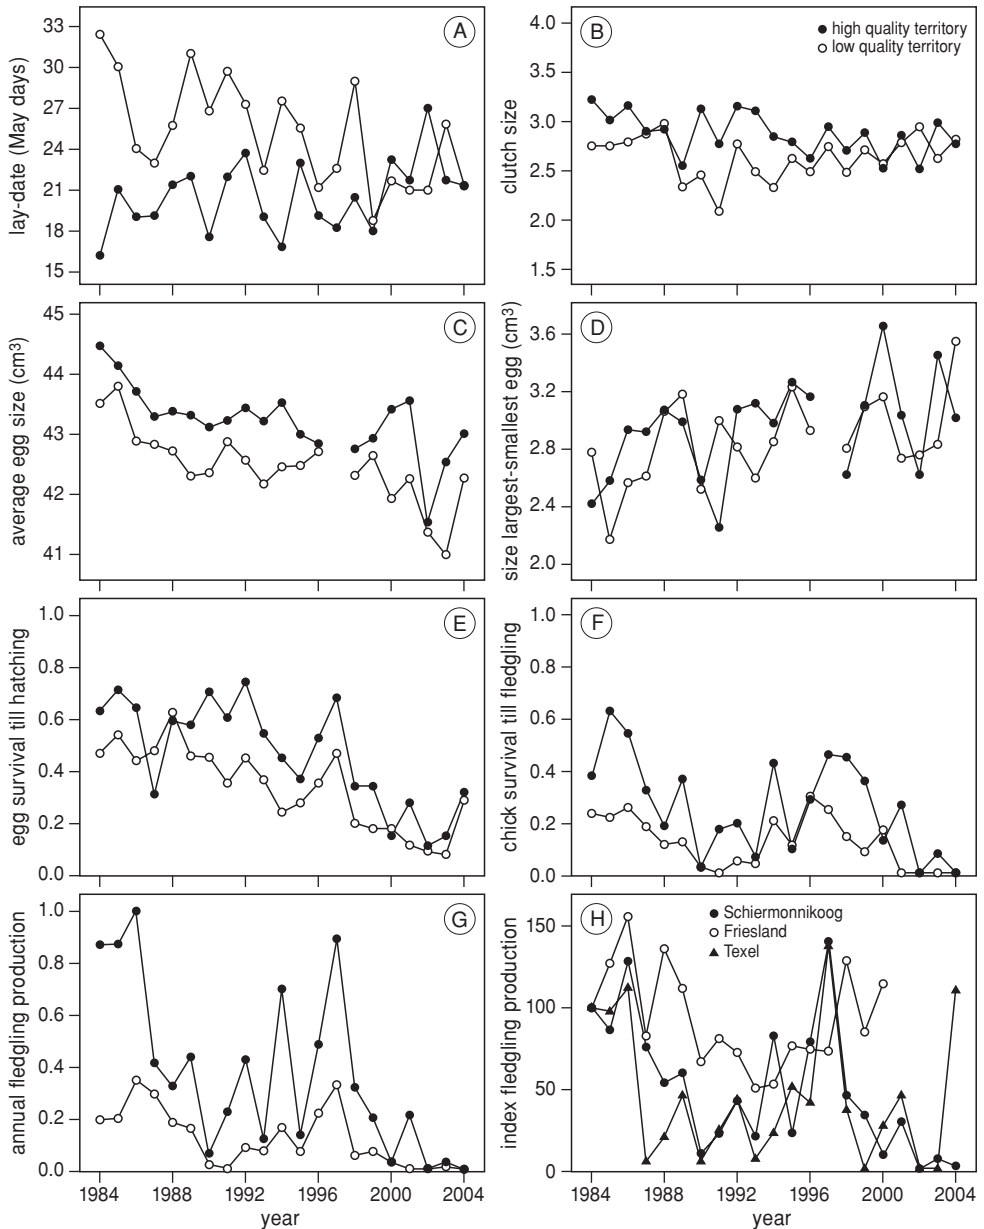 A
lay-date (May days)
33
30
27
24
21
18
15
B
high quality territory
low quality territory
clutch size
4.0
3.5
3.0
2.5
2.0
1.5
C
average egg size (cm³)
45
44
43
42
41
D
size largest-smallest egg (cm³)
3.6
3.2
2.8
2.4
2.0
E
egg survival till hatching
1.0
0.8
0.6
0.4
0.2
0.0
F
chick survival till fledgling
1.0
0.8
0.6
0.4
0.2
0.0
G
annual fledgling production
1.0
0.8
0.6
0.4
0.2
0.0
1984 1988 1992 1996 2000 2004
year
H
Schiermonnikoog
Friesland
Texel
index fledgling production
150
100
50
0
1984 1988 1992 1996 2000 2004
year